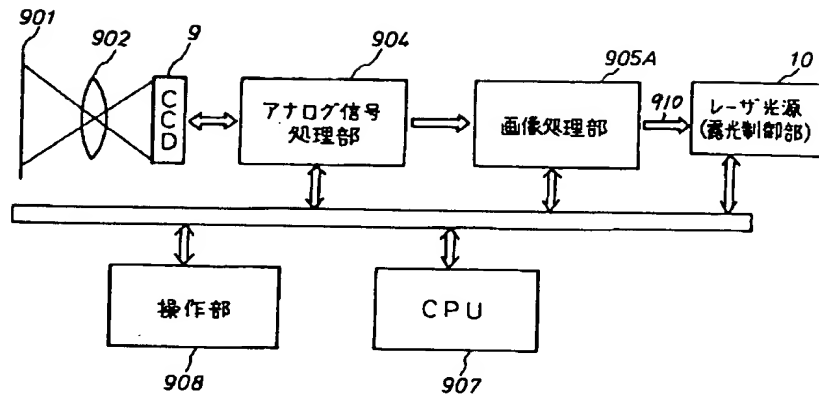 901
902
9
904
905A
10
CCD
アナログ信号
処理部
画像処理部
910
レーザ光源
(露光制御部)
操作部
CPU
908
907